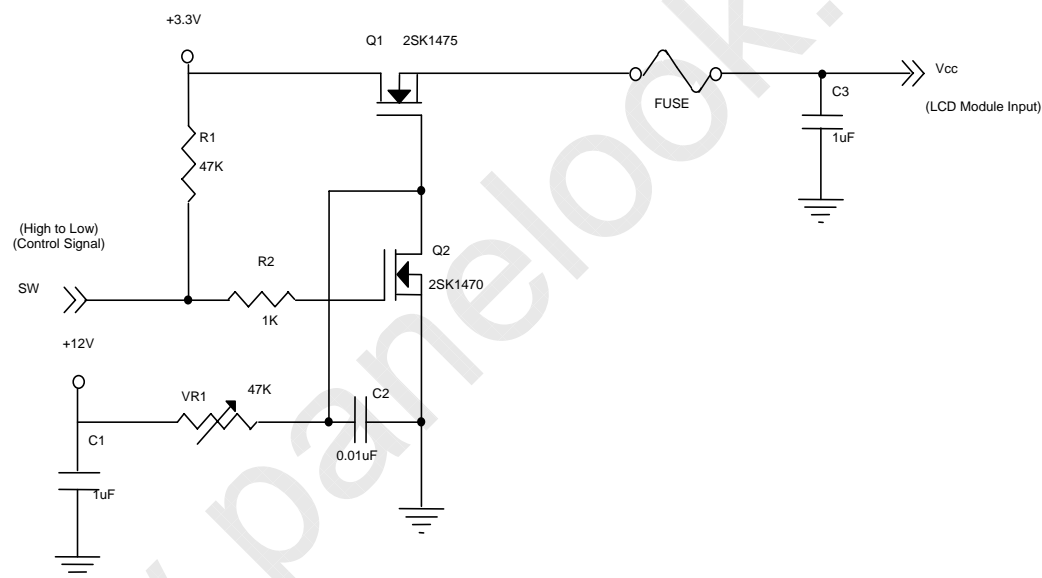 +3.3V
Q1 2SK1475
Vcc
FUSE
C3
(LCD Module Input)
1uF
R1
47K
(High to Low)
(Control Signal)
SW
R2
1K
Q2
2SK1470
+12V
VR1
47K
C2
C1
0.01uF
1uF
panelook.